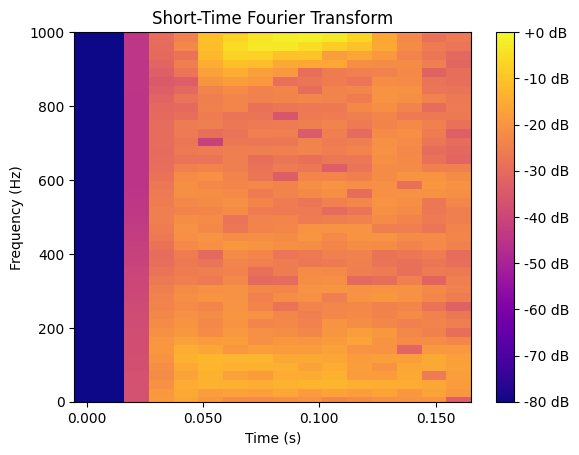 Short-Time Fourier Transform
1000
800
600
400
200
0
Frequency (Hz)
0.000
0.050
0.100
0.150
Time (s)
+0 dB
-10 dB
-20 dB
-30 dB
-40 dB
-50 dB
-60 dB
-70 dB
-80 dB